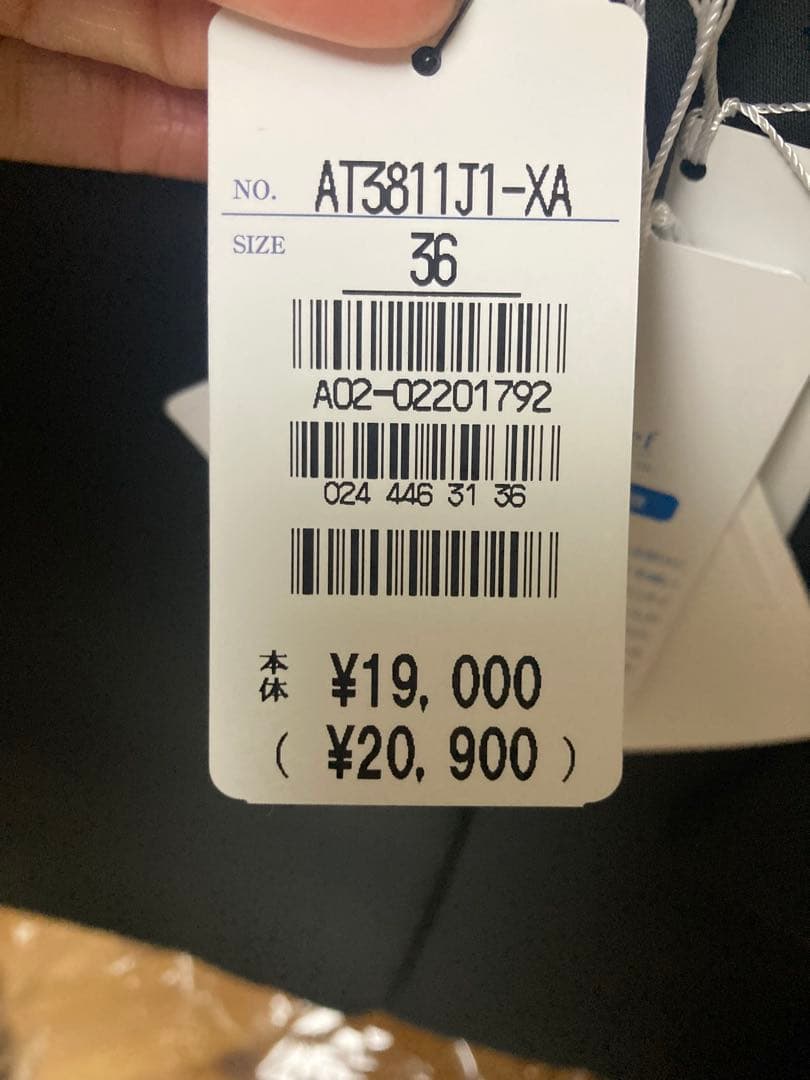 NO. AT3811J1-XA
SIZE 36
A02-02201792
024 446 31 36
本体 ¥19,000
(¥20,900)